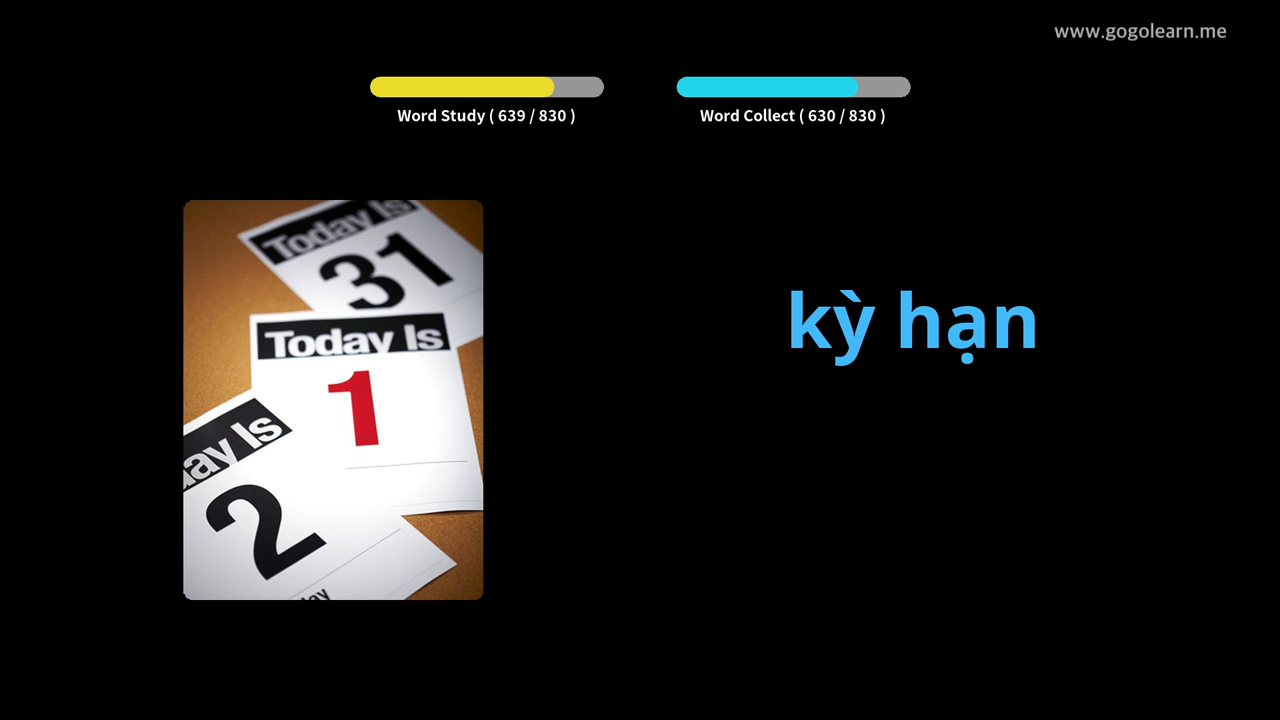 www.gogolearn.me
Word Study ( 639 / 830 )
Word Collect ( 630 / 830 )
Today Is
31
Today Is
1
ay Is
2
kỳ hạn